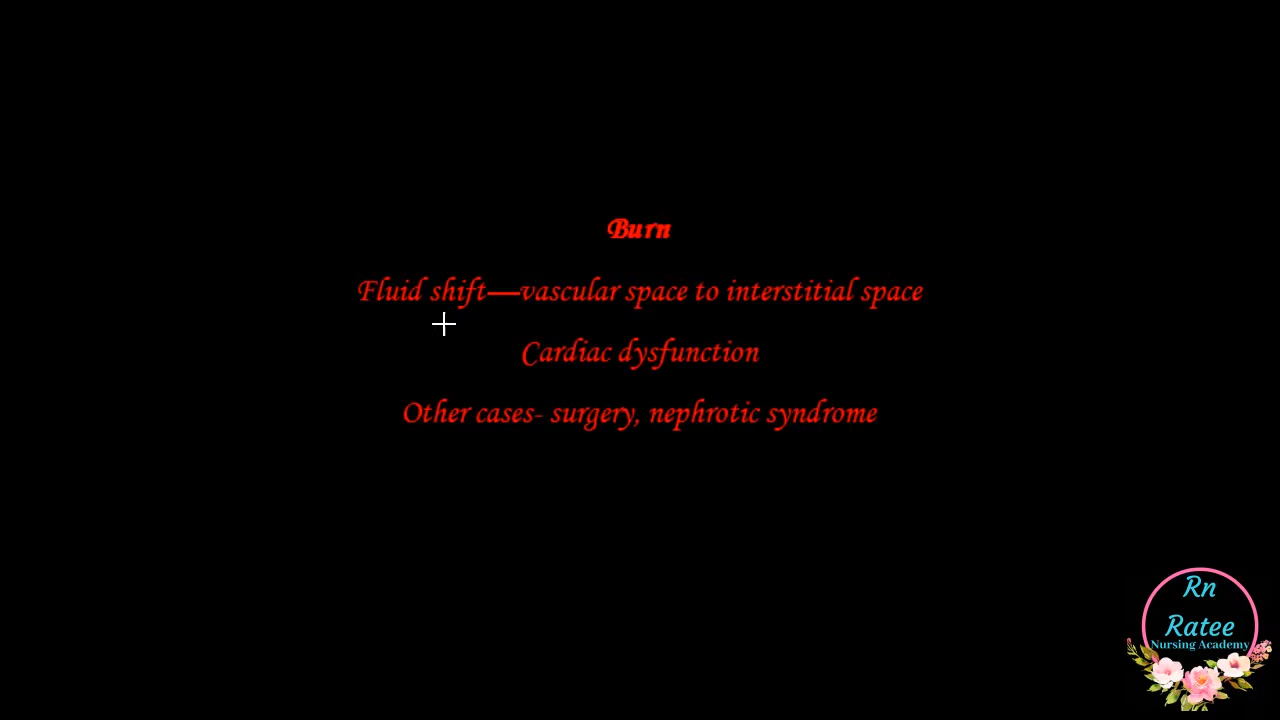 Burn
Fluid shift—vascular space to interstitial space
Cardiac dysfunction
Other cases- surgery, nephrotic syndrome
Rn
Ratee
Nursing Academy